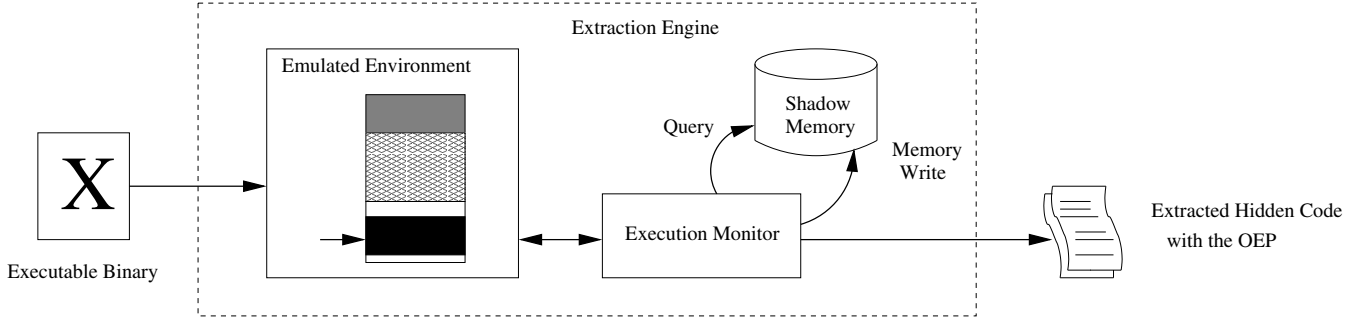 Extraction Engine
Emulated Environment
Shadow
Memory
Query
Memory
Write
X
Execution Monitor
Extracted Hidden Code
with the OEP
Executable Binary